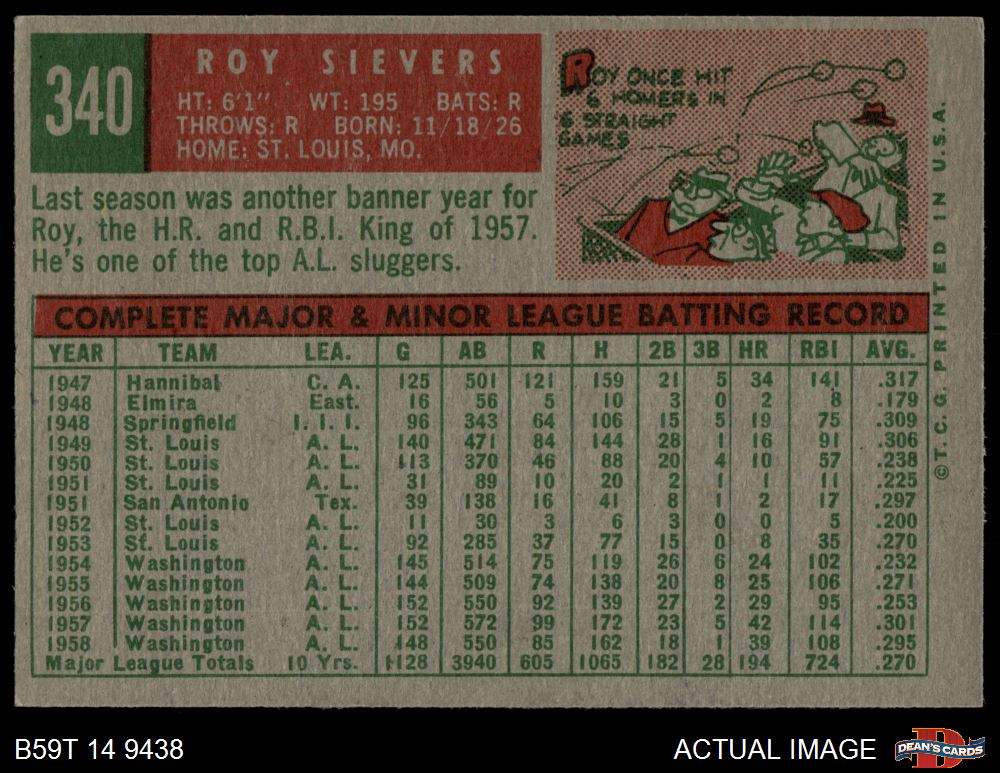 340
ROY SIEVERS
HT: 6'1" WT: 195 BATS: R
THROWS: R BORN: 11/18/26
HOME: ST. LOUIS, MO.
ROY ONCE HIT
6 HOMERS IN
6 STRAIGHT
GAMES
Last season was another banner year for
Roy, the H.R. and R.B.I. King of 1957.
He's one of the top A.L. sluggers.
COMPLETE MAJOR & MINOR LEAGUE BATTING RECORD
YEAR TEAM LEA. G AB R H 2B 3B HR RBI AVG.
1947 Hannibal C. A. 125 501 121 159 21 5 34 141 .317
1948 Elmira East. 16 56 5 10 3 0 2 8 .179
1948 Springfield I. I. I. 96 343 64 106 15 5 19 75 .309
1949 St. Louis A. L. 140 471 84 144 28 1 16 91 .306
1950 St. Louis A. L. 113 370 46 88 20 4 10 57 .238
1951 St. Louis A. L. 31 89 10 20 2 1 1 11 .225
1951 San Antonio Tex. 39 138 16 41 8 1 2 17 .297
1952 St. Louis A. L. 11 30 3 6 3 0 0 5 .200
1953 St. Louis A. L. 92 285 37 77 15 0 8 35 .270
1954 Washington A. L. 145 514 75 119 26 6 24 102 .232
1955 Washington A. L. 144 509 74 138 20 8 25 106 .271
1956 Washington A. L. 152 550 92 139 27 2 29 95 .253
1957 Washington A. L. 152 572 99 172 23 5 42 114 .301
1958 Washington A. L. 148 550 85 162 18 1 39 108 .295
Major League Totals 10 Yrs. 1128 3940 605 1065 182 28 194 724 .270
©T.C.G. PRINTED IN U.S.A.
B59T 14 9438
ACTUAL IMAGE
DEAN'S CARDS